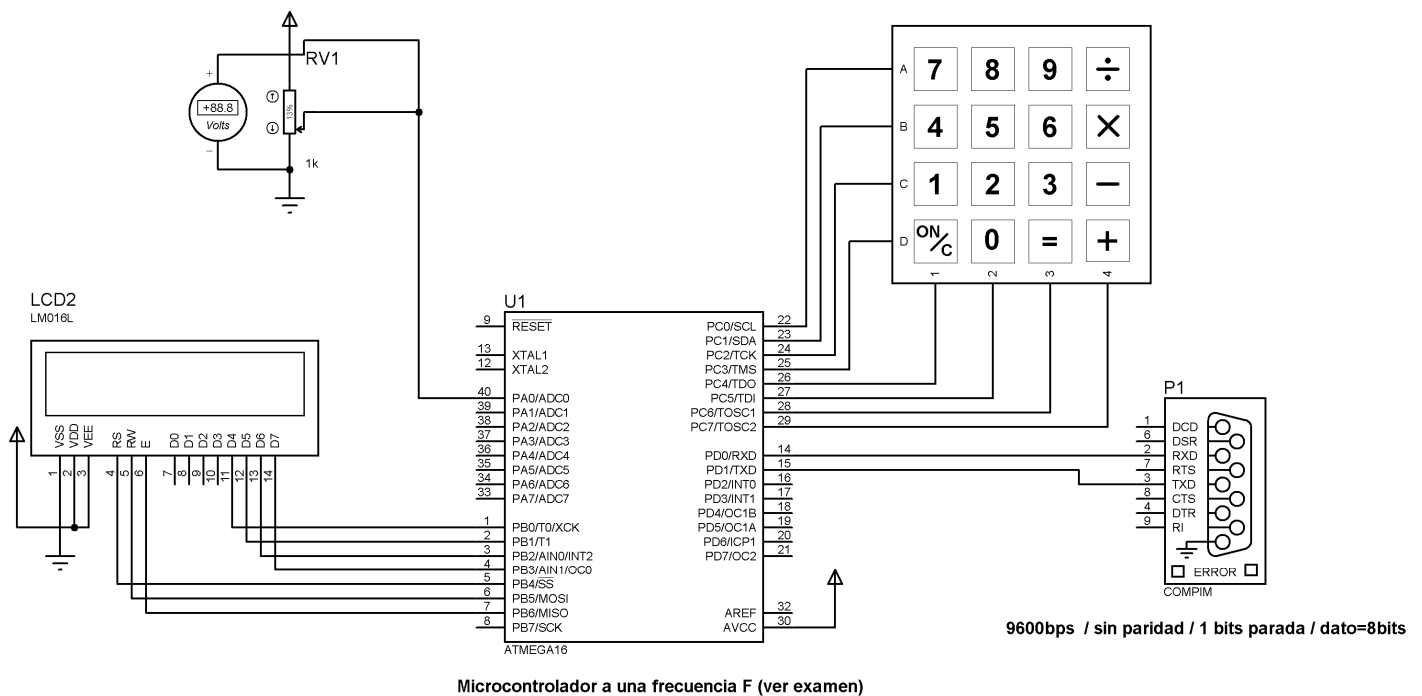 RV1
+88.8
Volts
13%
1k
7 8 9 ÷
4 5 6 ×
1 2 3 −
ON/C 0 = +
A
B
C
D
1 2 3 4
LCD2
LM016L
VSS VDD VEE RS RW E D0 D1 D2 D3 D4 D5 D6 D7
1 2 3 4 5 6 7 8 9 10 11 12 13 14
U1
9 RESET
13 XTAL1
12 XTAL2
40 PA0/ADC0
39 PA1/ADC1
38 PA2/ADC2
37 PA3/ADC3
36 PA4/ADC4
35 PA5/ADC5
34 PA6/ADC6
33 PA7/ADC7
1 PB0/T0/XCK
2 PB1/T1
3 PB2/AIN0/INT2
4 PB3/AIN1/OC0
5 PB4/SS
6 PB5/MOSI
7 PB6/MISO
8 PB7/SCK
PC0/SCL 22
PC1/SDA 23
PC2/TCK 24
PC3/TMS 25
PC4/TDO 26
PC5/TDI 27
PC6/TOSC1 28
PC7/TOSC2 29
PD0/RXD 14
PD1/TXD 15
PD2/INT0 16
PD3/INT1 17
PD4/OC1B 18
PD5/OC1A 19
PD6/ICP1 20
PD7/OC2 21
AREF 32
AVCC 30
ATMEGA16
P1
1 DCD
6 DSR
2 RXD
7 RTS
3 TXD
8 CTS
4 DTR
9 RI
ERROR
COMPIM
9600bps / sin paridad / 1 bits parada / dato=8bits
Microcontrolador a una frecuencia F (ver examen)